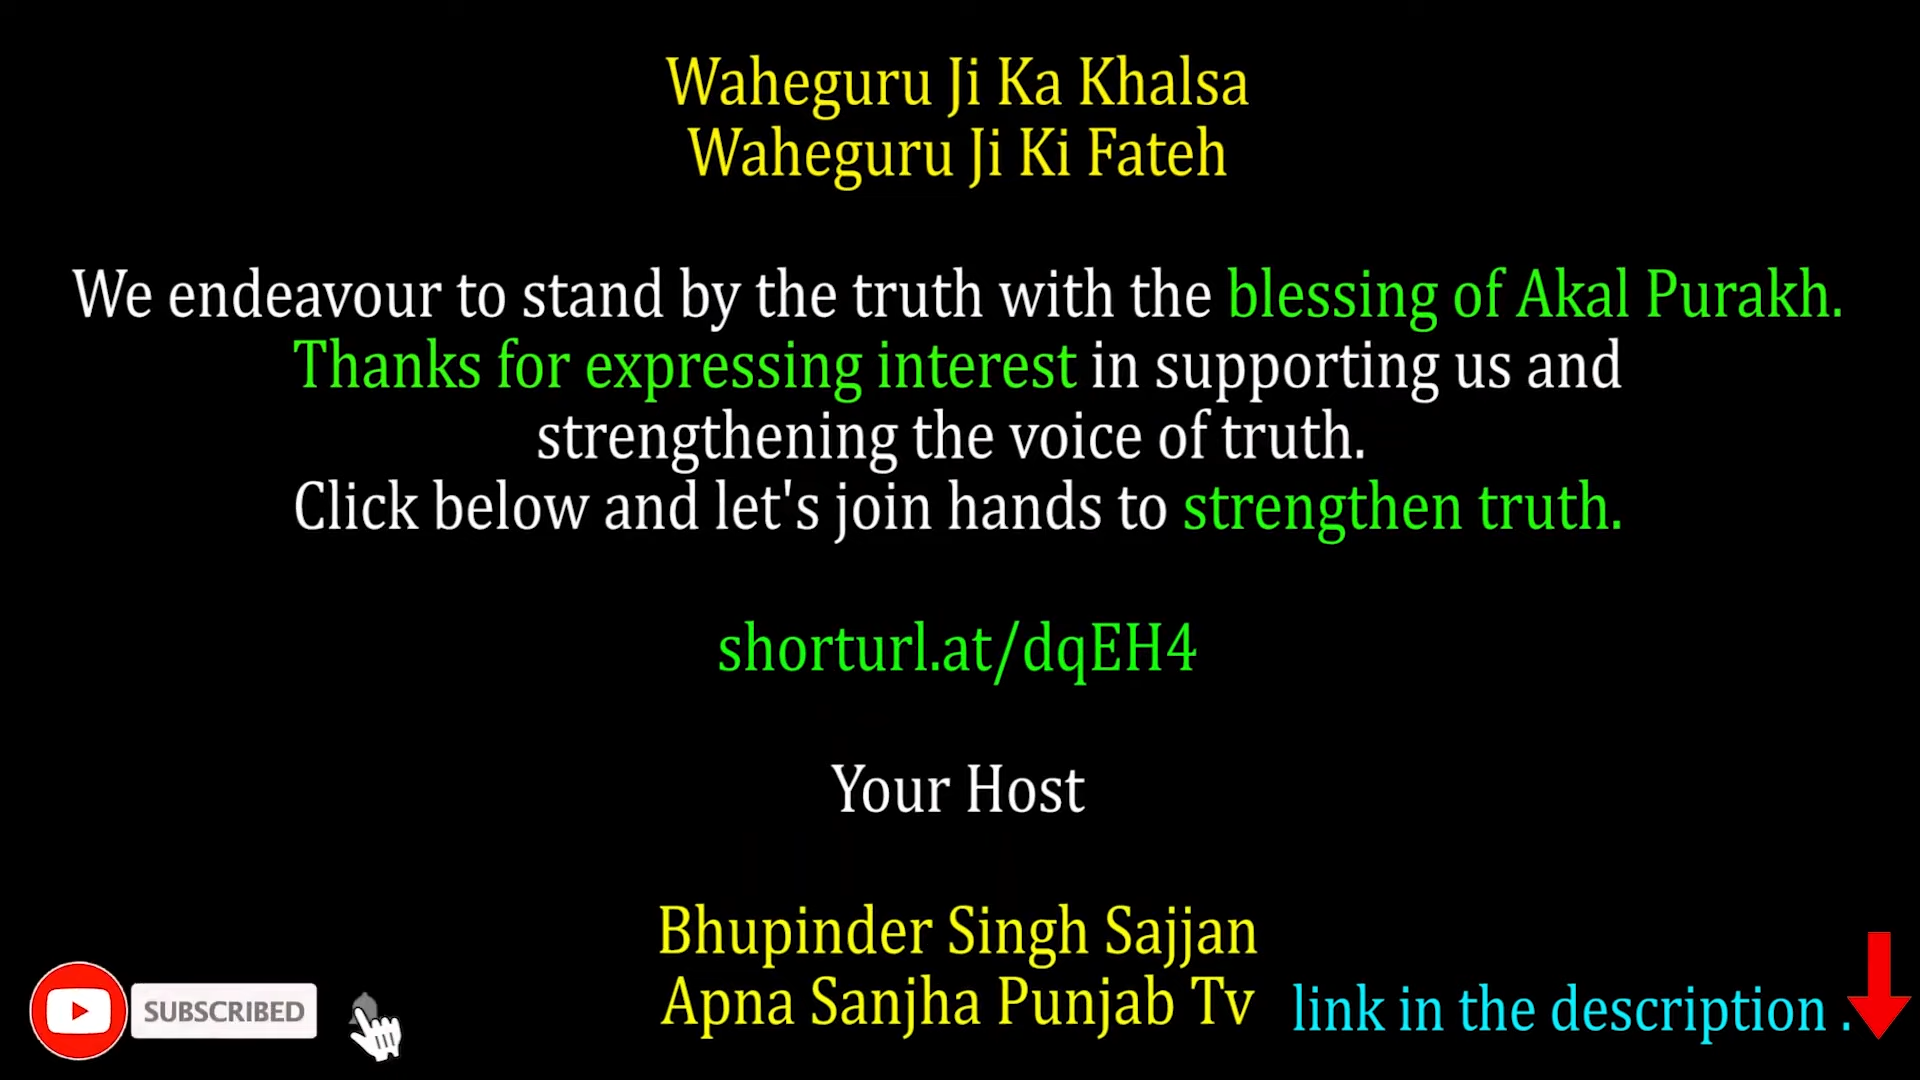 Waheguru Ji Ka Khalsa
Waheguru Ji Ki Fateh
We endeavour to stand by the truth with the blessing of Akal Purakh.
Thanks for expressing interest in supporting us and
strengthening the voice of truth.
Click below and let's join hands to strengthen truth.
shorturl.at/dqEH4
Your Host
Bhupinder Singh Sajjan
Apna Sanjha Punjab Tv
link in the description .
SUBSCRIBED